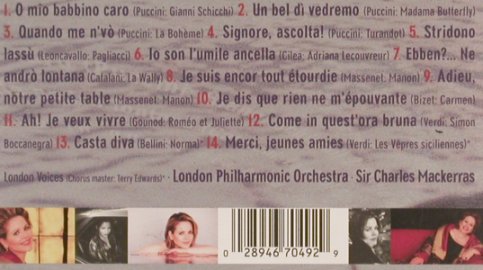 1. O mio babbino caro (Puccini: Gianni Schicchi) 2. Un bel dì vedremo (Puccini: Madama Butterfly)
3. Quando me n'vò (Puccini: La Bohème) 4. Signore, ascolta! (Puccini: Turandot) 5. Stridono
lassù (Leoncavallo: Pagliacci) 6. Io son l'umile ancella (Cilea: Adriana Lecouvreur) 7. Ebben?... Ne
andrò lontana (Catalani: La Wally) 8. Je suis encor tout étourdie (Massenet: Manon) 9. Adieu,
nôtre petite table (Massenet: Manon) 10. Je dis que rien ne m'épouvante (Bizet: Carmen)
11. Ah! Je veux vivre (Gounod: Roméo et Juliette) 12. Come in quest'ora bruna (Verdi: Simon
Boccanegra) 13. Casta diva (Bellini: Norma)* 14. Merci, jeunes amies (Verdi: Les Vêpres siciliennes)*
London Voices (Chorus master: Terry Edwards)* · London Philharmonic Orchestra · Sir Charles Mackerras
0 28946 70492 9